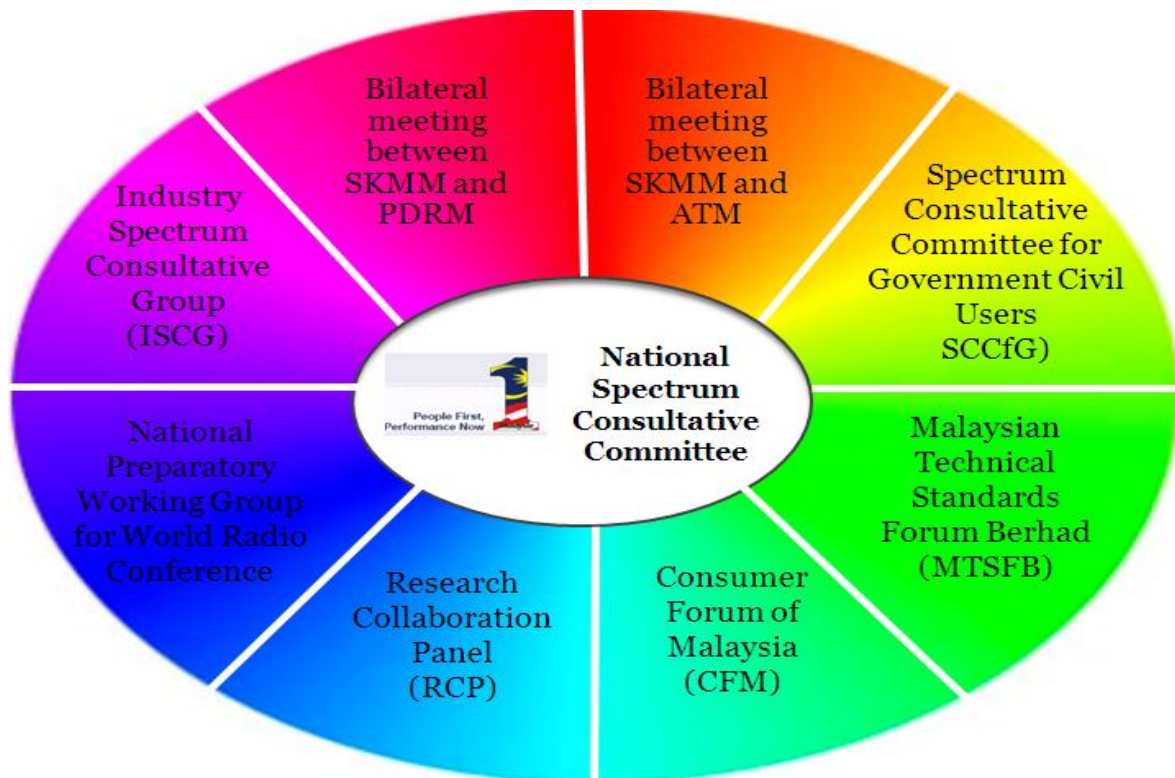 Bilateral
meeting
between
SKMM and
PDRM
Bilateral
meeting
between
SKMM and
ATM
Spectrum
Consultative
Committee for
Government Civil
Users
SCCfG)
Malaysian
Technical
Standards
Forum Berhad
(MTSFB)
Consumer
Forum of
Malaysia
(CFM)
Research
Collaboration
Panel
(RCP)
National
Preparatory
Working Group
for World Radio
Conference
Industry
Spectrum
Consultative
Group
(ISCG)
1
People First,
Performance Now
National
Spectrum
Consultative
Committee